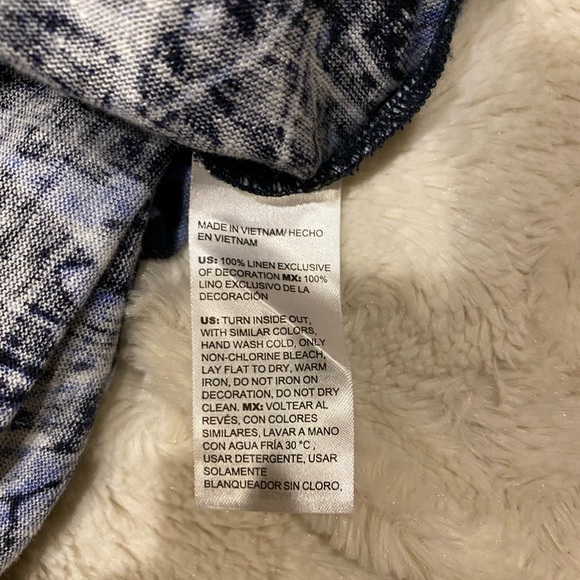 MADE IN VIETNAM/ HECHO
EN VIETNAM
US: 100% LINEN EXCLUSIVE
OF DECORATION MX: 100%
LINO EXCLUSIVO DE LA
DECORACIÓN
US: TURN INSIDE OUT,
WITH SIMILAR COLORS,
HAND WASH COLD, ONLY
NON-CHLORINE BLEACH,
LAY FLAT TO DRY, WARM
IRON, DO NOT IRON ON
DECORATION, DO NOT DRY
CLEAN. MX: VOLTEAR AL
REVÉS, CON COLORES
SIMILARES, LAVAR A MANO
CON AGUA FRÍA 30 °C ,
USAR DETERGENTE, USAR
SOLAMENTE
BLANQUEADOR SIN CLORO,